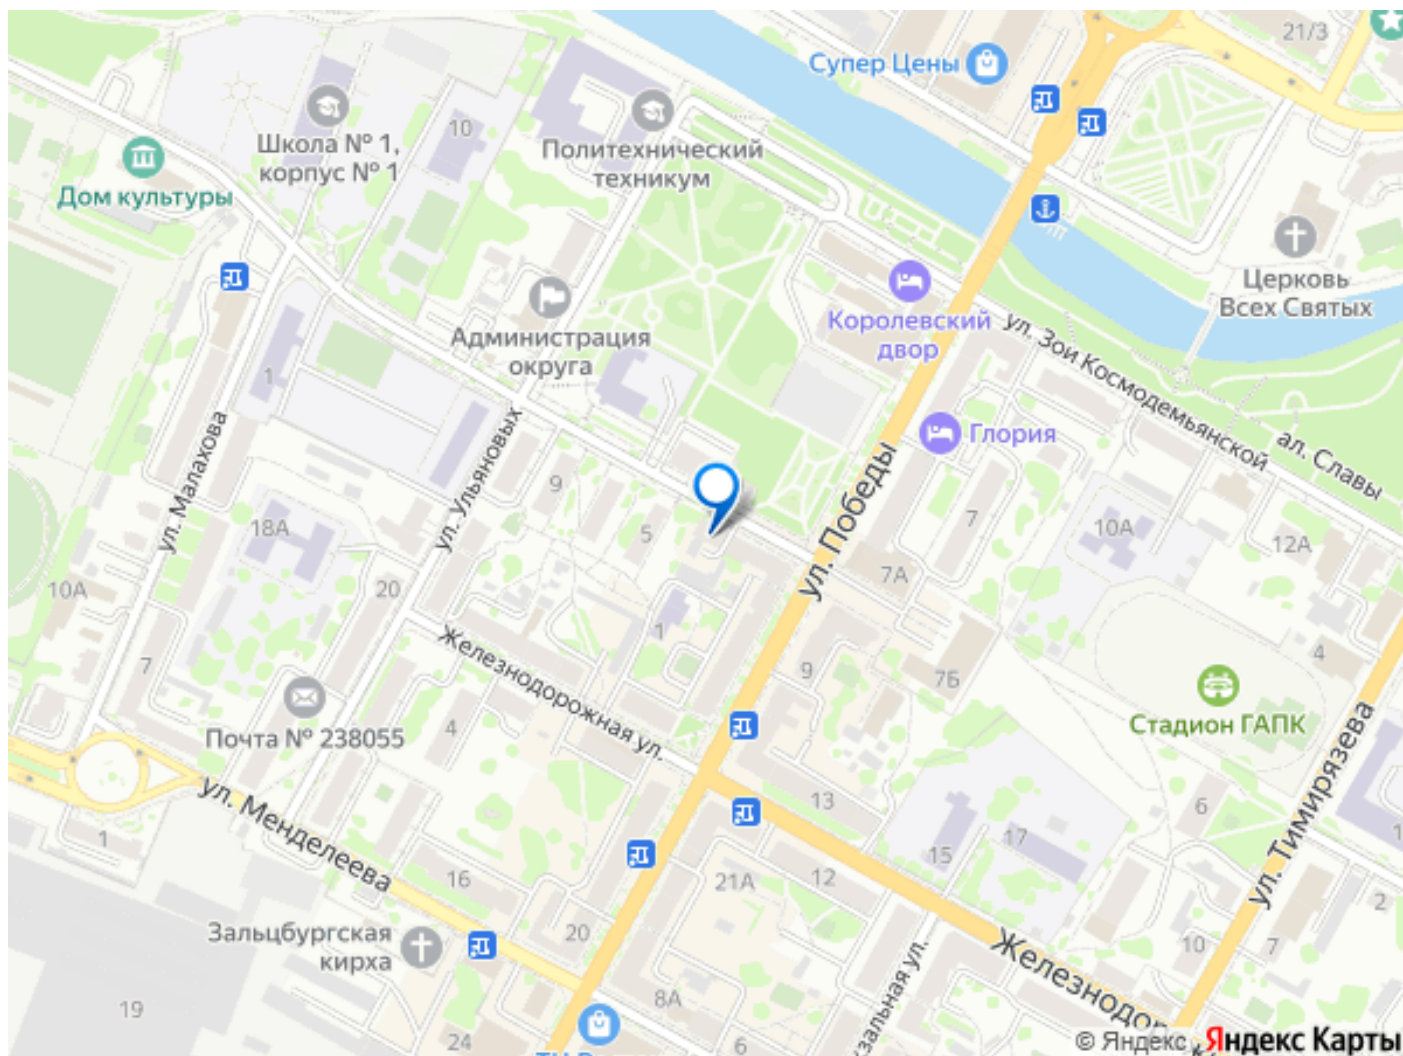 21/3
Супер Цены
10
Школа № 1,
корпус № 1
Политехнический
техникум
Дом культуры
Церковь
Всех Святых
Администрация
округа
Королевский
двор
ул. Зои Космодемьянской
1
ул. Малахова
ул. Ульяновых
Глория
ал. Славы
9
5
ул. Победы
7
10А
12А
18А
7А
10А
20
1
4
7
Железнодорожная ул.
9
7Б
Почта № 238055
4
Стадион ГАПК
ул. Тимирязева
ул. Менделеева
13
6
1
15
17
1
16
21А
12
2
Зальцбургская
кирха
20
Железнодо
10
7
8А
19
24
6
© Яндекс Яндекс Карты